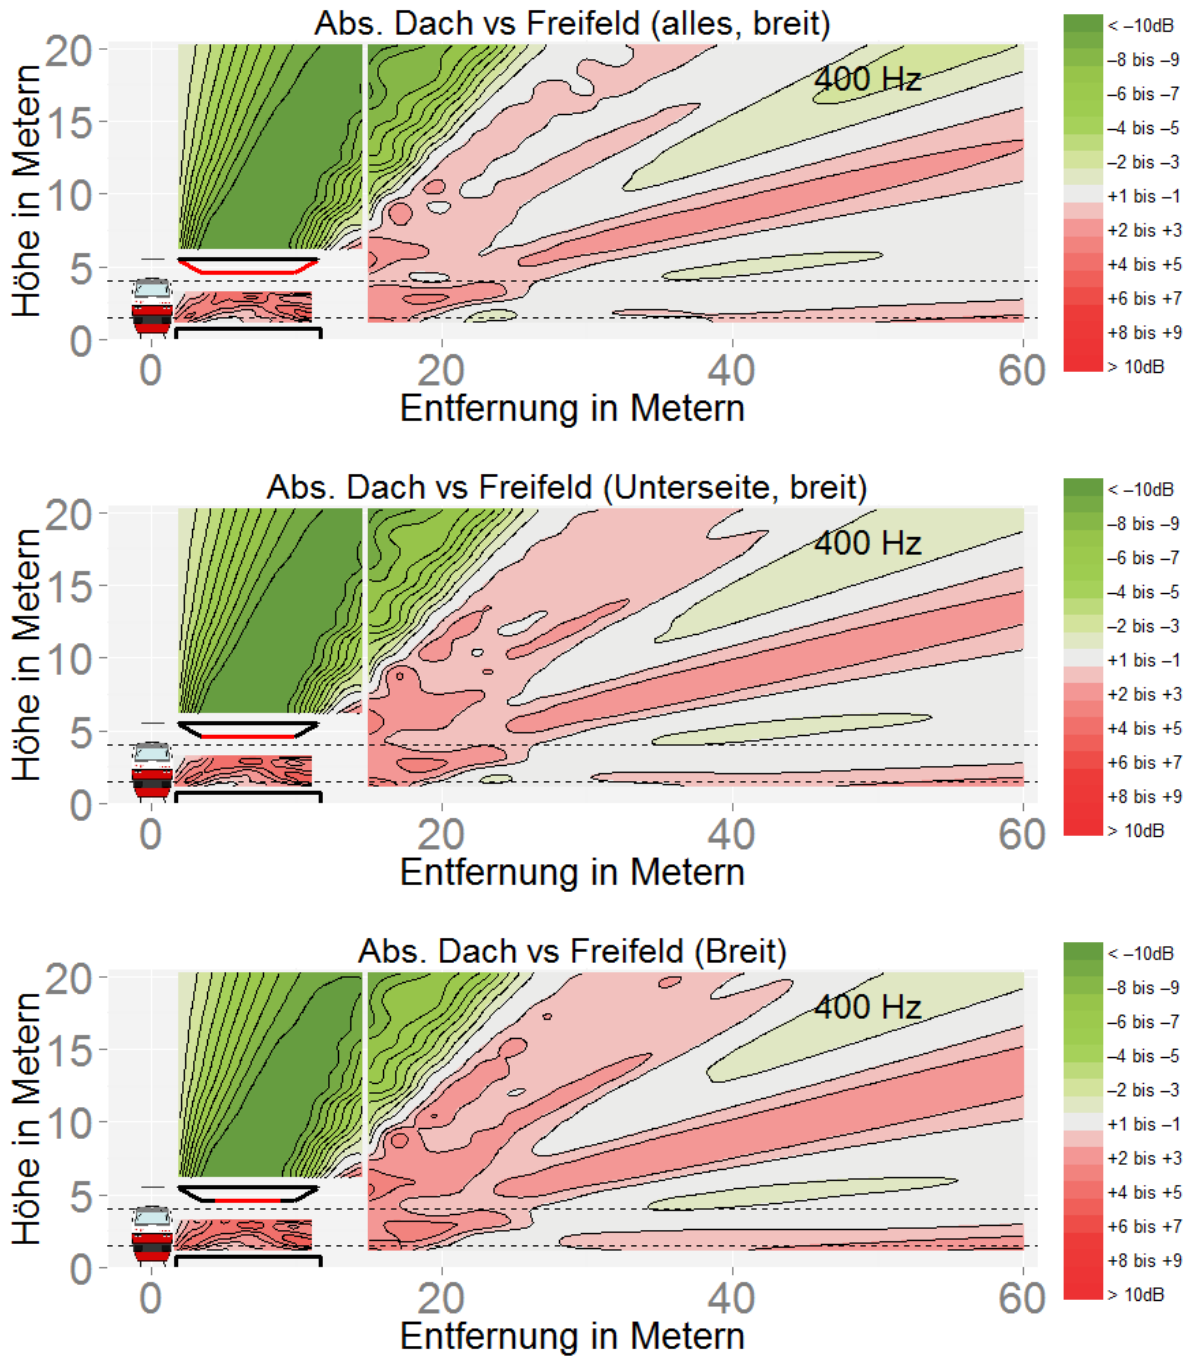 Abs. Dach vs Freifeld (alles, breit)
Höhe in Metern
20
15
10
5
0
400 Hz
0
20
40
60
Entfernung in Metern
< –10dB
–8 bis –9
–6 bis –7
–4 bis –5
–2 bis –3
+1 bis –1
+2 bis +3
+4 bis +5
+6 bis +7
+8 bis +9
> 10dB
Abs. Dach vs Freifeld (Unterseite, breit)
Höhe in Metern
20
15
10
5
0
400 Hz
0
20
40
60
Entfernung in Metern
< –10dB
–8 bis –9
–6 bis –7
–4 bis –5
–2 bis –3
+1 bis –1
+2 bis +3
+4 bis +5
+6 bis +7
+8 bis +9
> 10dB
Abs. Dach vs Freifeld (Breit)
Höhe in Metern
20
15
10
5
0
400 Hz
0
20
40
60
Entfernung in Metern
< –10dB
–8 bis –9
–6 bis –7
–4 bis –5
–2 bis –3
+1 bis –1
+2 bis +3
+4 bis +5
+6 bis +7
+8 bis +9
> 10dB